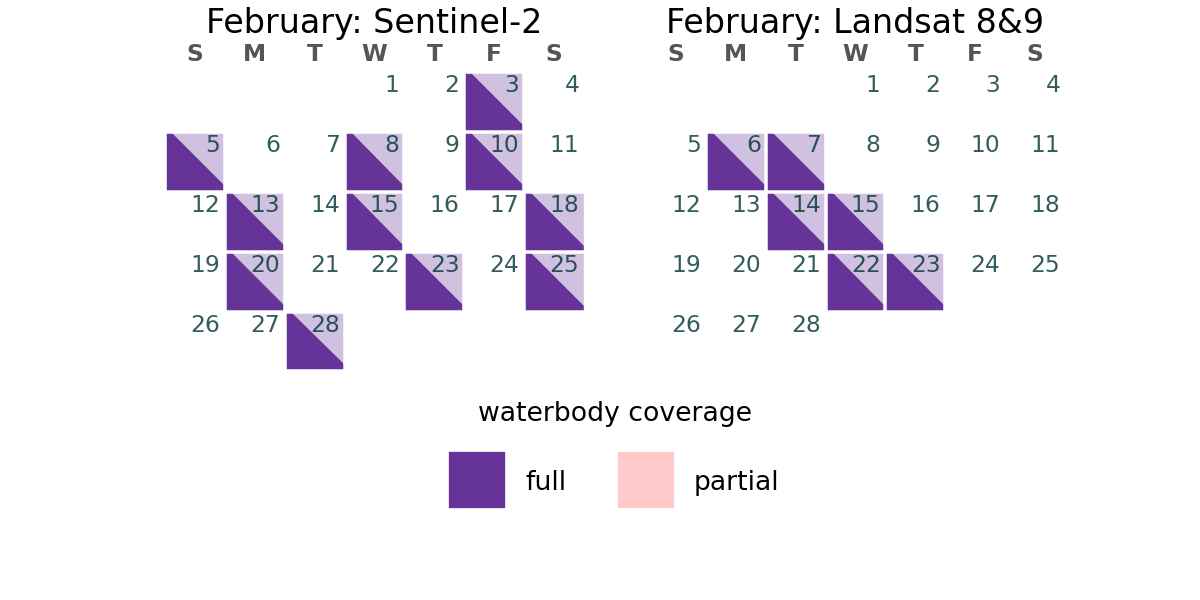 February: Sentinel-2
S M T W T F S
1 2 3 4
5 6 7 8 9 10 11
12 13 14 15 16 17 18
19 20 21 22 23 24 25
26 27 28
February: Landsat 8&9
S M T W T F S
1 2 3 4
5 6 7 8 9 10 11
12 13 14 15 16 17 18
19 20 21 22 23 24 25
26 27 28
waterbody coverage
full
partial